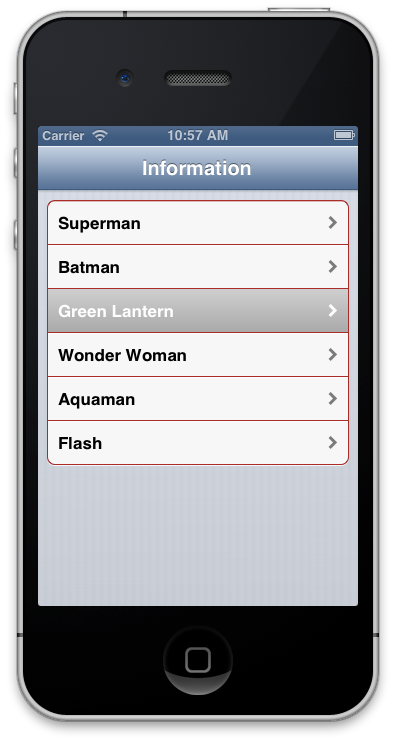 Carrier 10:57 AM
Information
Superman
Batman
Green Lantern
Wonder Woman
Aquaman
Flash